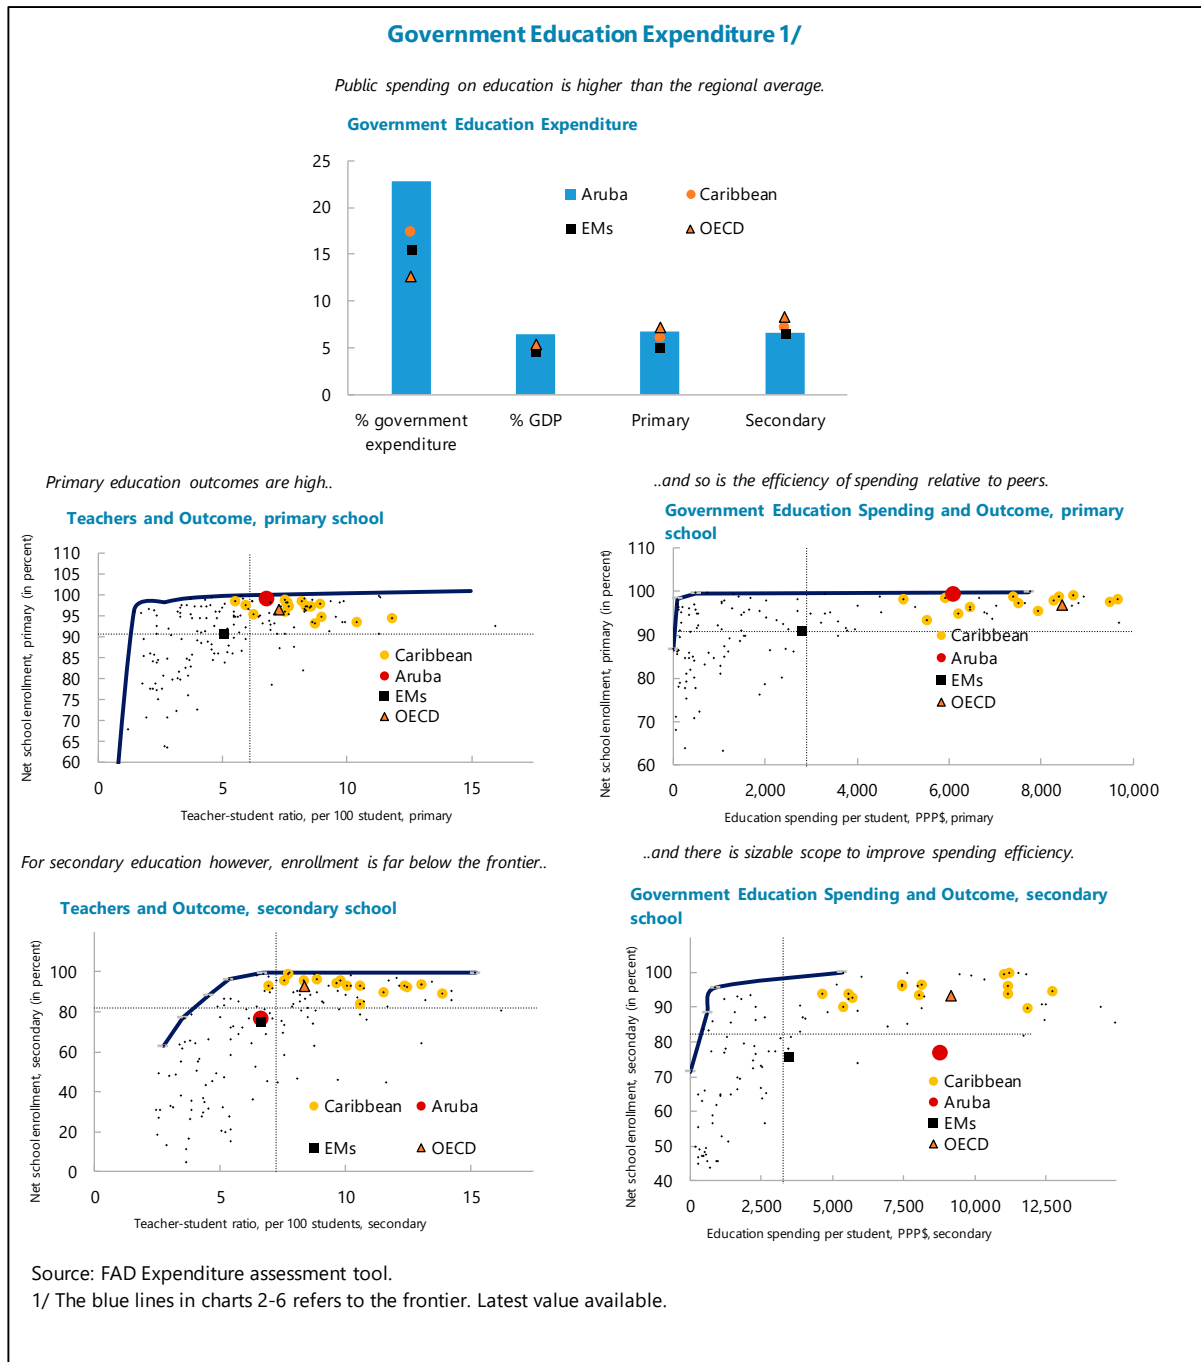 Government Education Expenditure 1/
Public spending on education is higher than the regional average.
Government Education Expenditure
25
20
15
10
5
0
Aruba
Caribbean
EMs
OECD
% government
expenditure
% GDP
Primary
Secondary
Primary education outcomes are high..
Teachers and Outcome, primary school
Net school enrollment, primary (in percent)
110
105
100
95
90
85
80
75
70
65
60
Caribbean
Aruba
EMs
OECD
0
5
10
15
Teacher-student ratio, per 100 student, primary
..and so is the efficiency of spending relative to peers.
Government Education Spending and Outcome, primary
school
Net school enrollment, primary (in percent)
110
100
90
80
70
60
Caribbean
Aruba
EMs
OECD
0
2,000
4,000
6,000
8,000
10,000
Education spending per student, PPP$, primary
For secondary education however, enrollment is far below the frontier..
Teachers and Outcome, secondary school
Net school enrollment, secondary (in percent)
100
80
60
40
20
0
Caribbean
Aruba
EMs
OECD
0
5
10
15
Teacher-student ratio, per 100 students, secondary
..and there is sizable scope to improve spending efficiency.
Government Education Spending and Outcome, secondary
school
Net school enrollment, secondary (in percent)
100
90
80
70
60
50
40
Caribbean
Aruba
EMs
OECD
0
2,500
5,000
7,500
10,000
12,500
Education spending per student, PPP$, secondary
Source: FAD Expenditure assessment tool.
1/ The blue lines in charts 2-6 refers to the frontier. Latest value available.